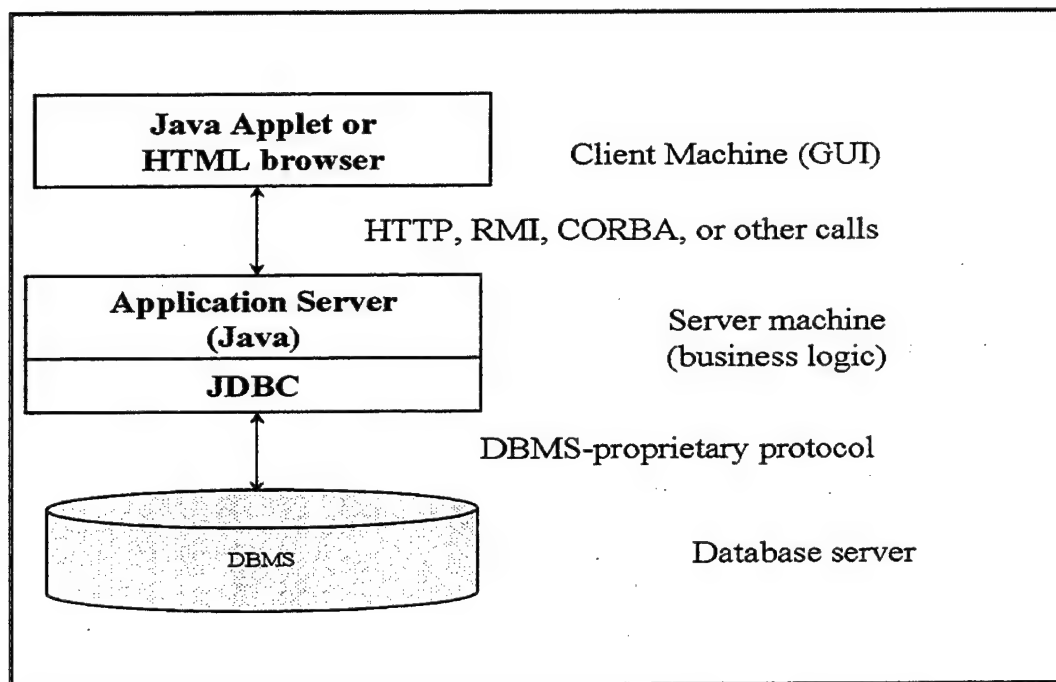 Java Applet or
HTML browser
Client Machine (GUI)
HTTP, RMI, CORBA, or other calls
Application Server
(Java)
Server machine
(business logic)
JDBC
DBMS-proprietary protocol
DBMS
Database server